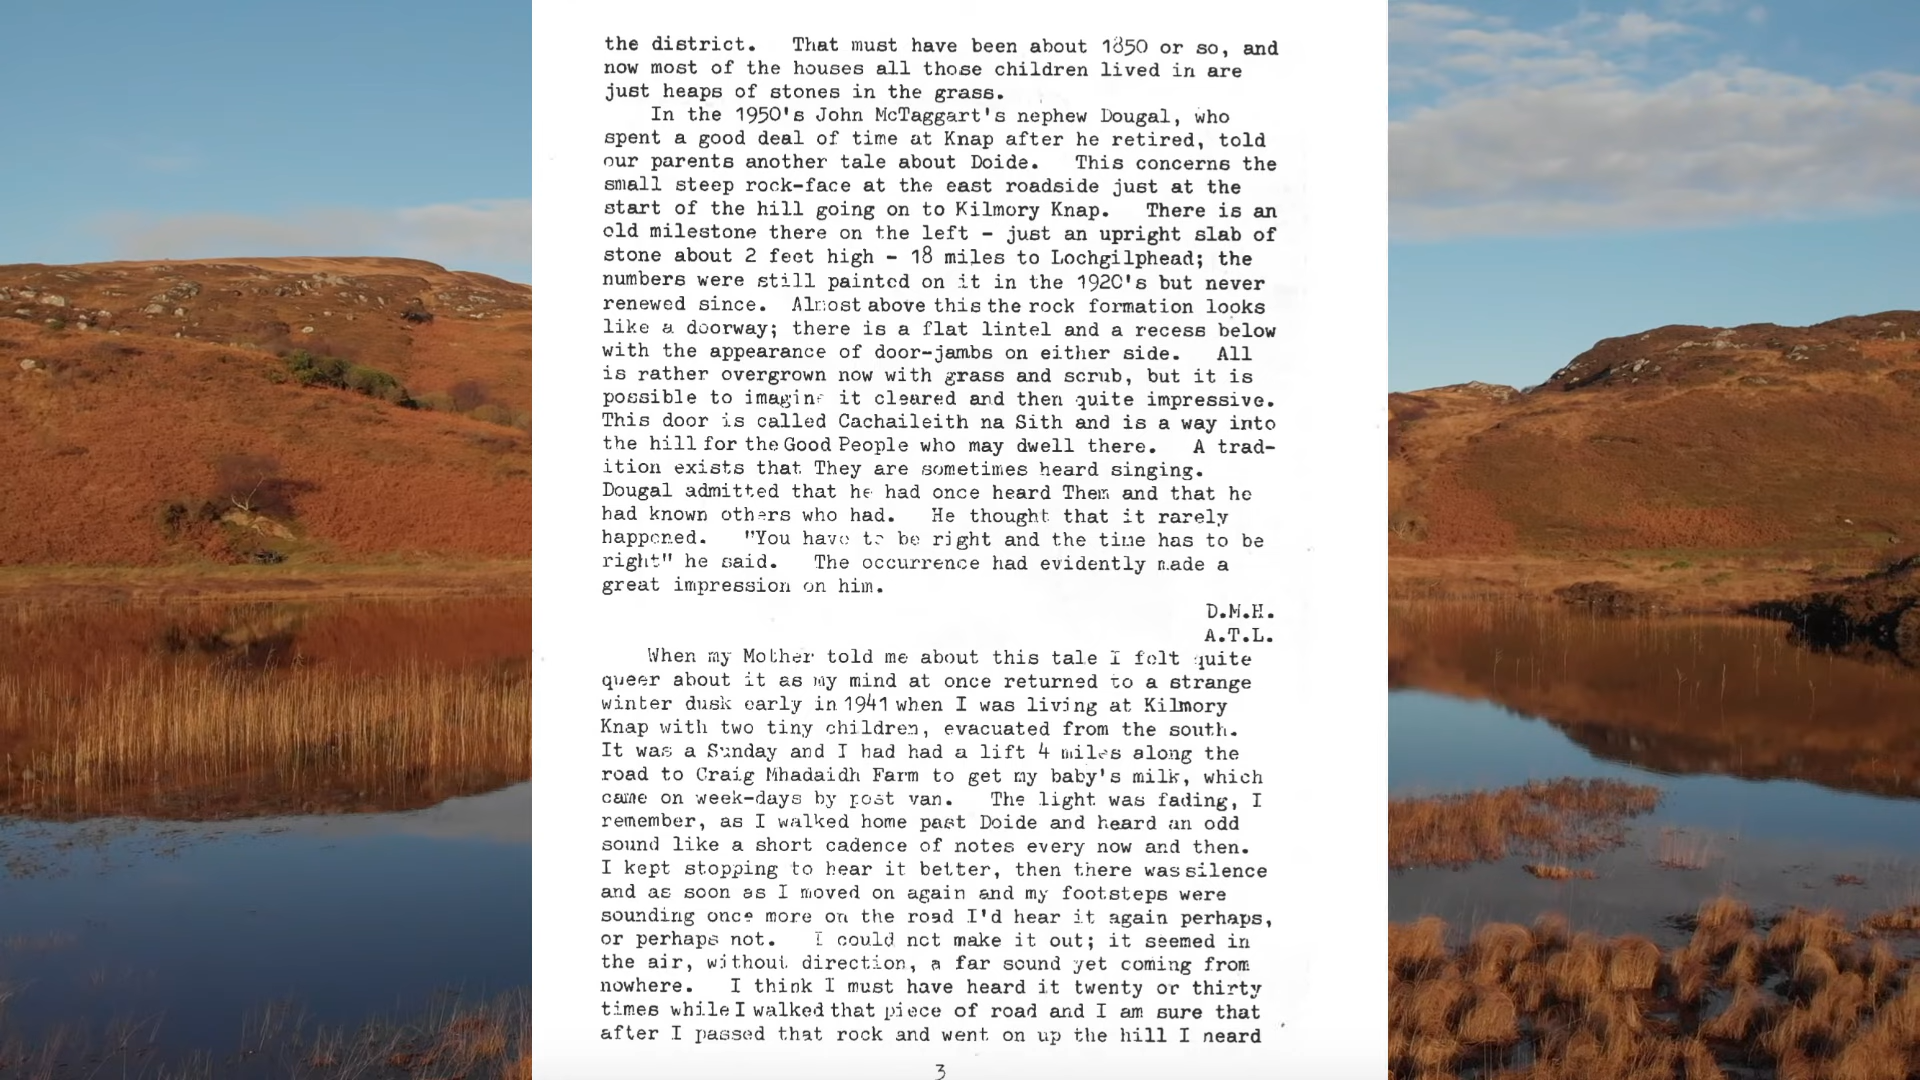 the district. That must have been about 1850 or so, and
now most of the houses all those children lived in are
just heaps of stones in the grass.
In the 1950's John McTaggart's nephew Dougal, who
spent a good deal of time at Knap after he retired, told
our parents another tale about Doide. This concerns the
small steep rock-face at the east roadside just at the
start of the hill going on to Kilmory Knap. There is an
old milestone there on the left - just an upright slab of
stone about 2 feet high - 18 miles to Lochgilphead; the
numbers were still painted on it in the 1920's but never
renewed since. Almost above this the rock formation looks
like a doorway; there is a flat lintel and a recess below
with the appearance of door-jambs on either side. All
is rather overgrown now with grass and scrub, but it is
possible to imagine it cleared and then quite impressive.
This door is called Cachaileith na Sith and is a way into
the hill for the Good People who may dwell there. A trad-
ition exists that They are sometimes heard singing.
Dougal admitted that he had once heard Them and that he
had known others who had. He thought that it rarely
happened. "You have to be right and the time has to be
right" he said. The occurrence had evidently made a
great impression on him.
D.M.H.
A.T.L.
When my Mother told me about this tale I felt quite
queer about it as my mind at once returned to a strange
winter dusk early in 1941 when I was living at Kilmory
Knap with two tiny children, evacuated from the south.
It was a Sunday and I had had a lift 4 miles along the
road to Craig Mhadaidh Farm to get my baby's milk, which
came on week-days by post van. The light was fading, I
remember, as I walked home past Doide and heard an odd
sound like a short cadence of notes every now and then.
I kept stopping to hear it better, then there was silence
and as soon as I moved on again and my footsteps were
sounding once more on the road I'd hear it again perhaps,
or perhaps not. I could not make it out; it seemed in
the air, without direction, a far sound yet coming from
nowhere. I think I must have heard it twenty or thirty
times while I walked that piece of road and I am sure that
after I passed that rock and went on up the hill I heard
3